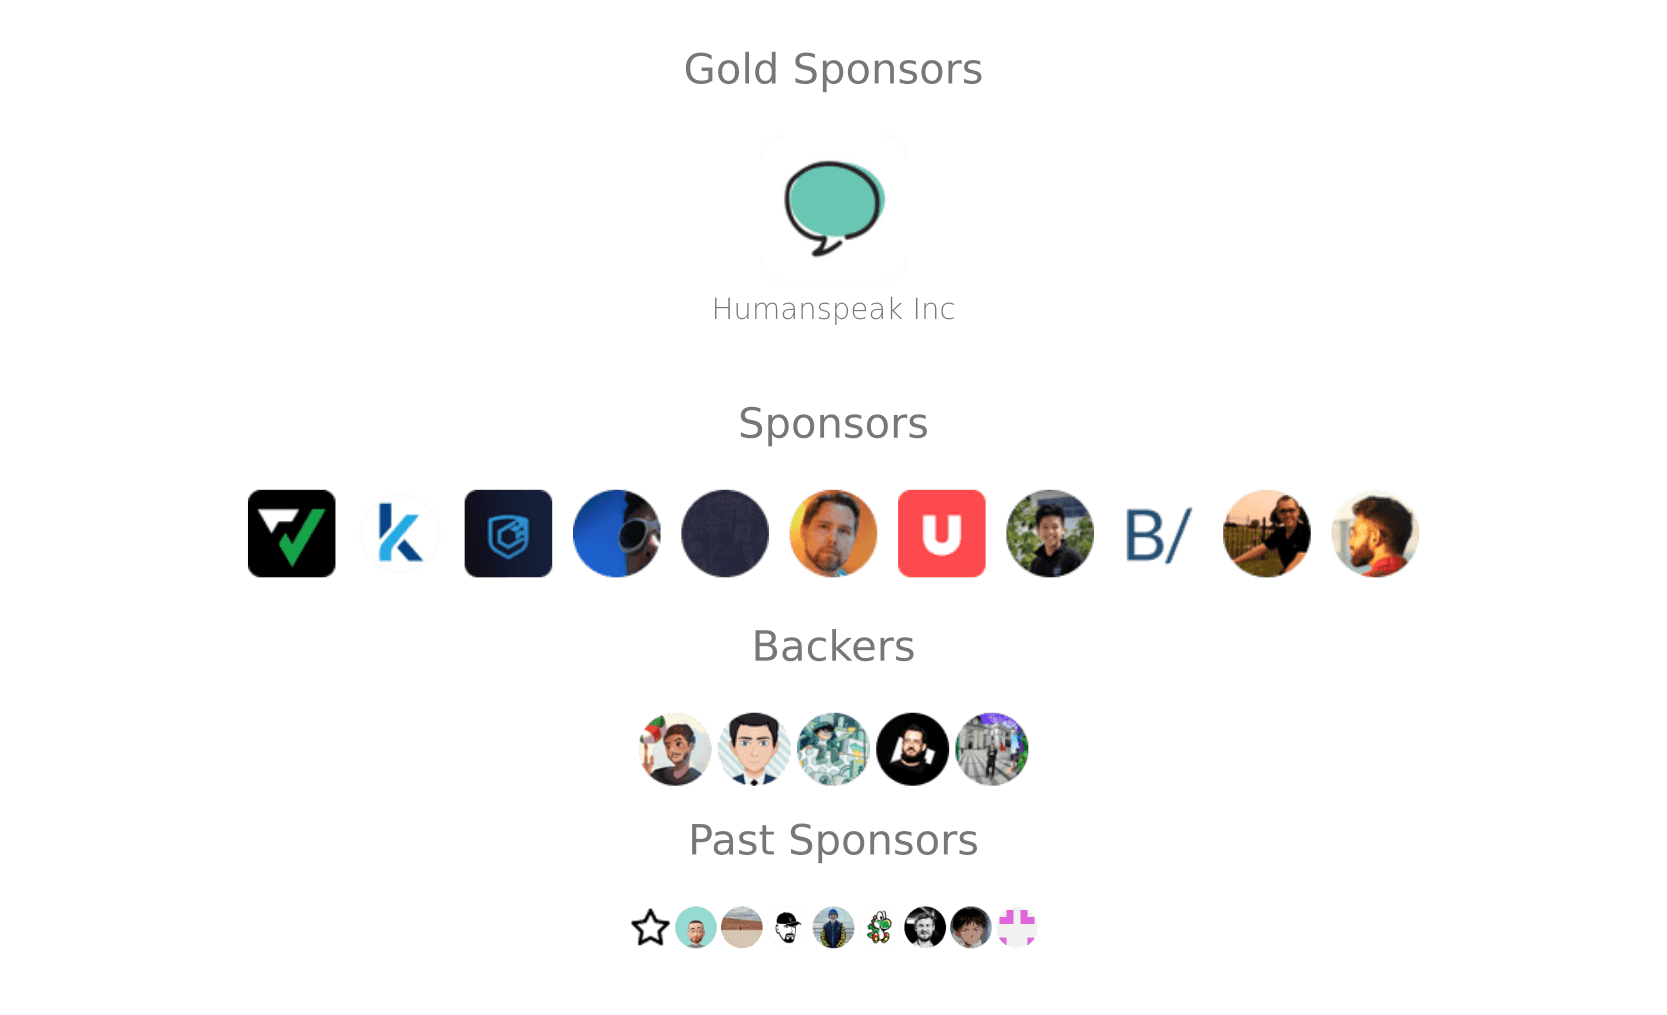 Gold Sponsors
Humanspeak Inc
Sponsors
U
B/
Backers
Past Sponsors